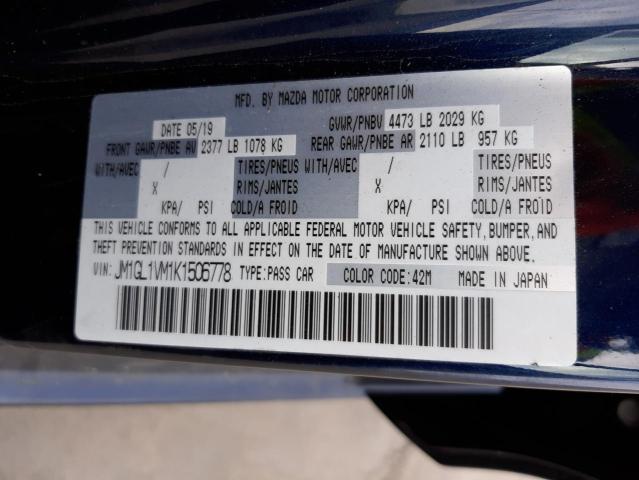 MFD. BY MAZDA MOTOR CORPORATION
DATE 05/19 GVWR/PNBV 4473 LB 2029 KG
FRONT GAWR/PNBE AV 2377 LB 1078 KG REAR GAWR/PNBE AR 2110 LB 957 KG
WITH/AVEC / TIRES/PNEUS WITH/AVEC / TIRES/PNEUS
X RIMS/JANTES X RIMS/JANTES
KPA/ PSI COLD/A FROID KPA/ PSI COLD/A FROID
THIS VEHICLE CONFORMS TO ALL APPLICABLE FEDERAL MOTOR VEHICLE SAFETY, BUMPER, AND
THEFT PREVENTION STANDARDS IN EFFECT ON THE DATE OF MANUFACTURE SHOWN ABOVE.
VIN: JM1GL1VM1K1506778 TYPE:PASS CAR COLOR CODE:42M MADE IN JAPAN